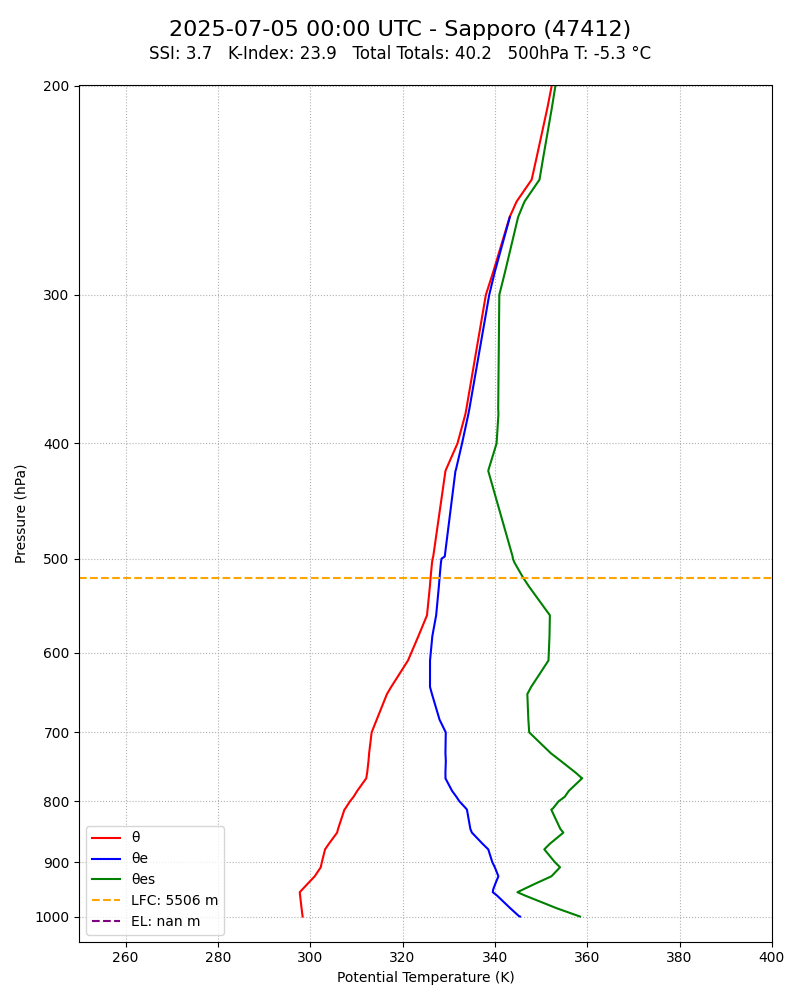 2025-07-05 00:00 UTC - Sapporo (47412)
SSI: 3.7 K-Index: 23.9 Total Totals: 40.2 500hPa T: -5.3 °C
200
300
400
500
600
700
800
900
1000
Pressure (hPa)
θ
θe
θes
LFC: 5506 m
EL: nan m
260 280 300 320 340 360 380 400
Potential Temperature (K)